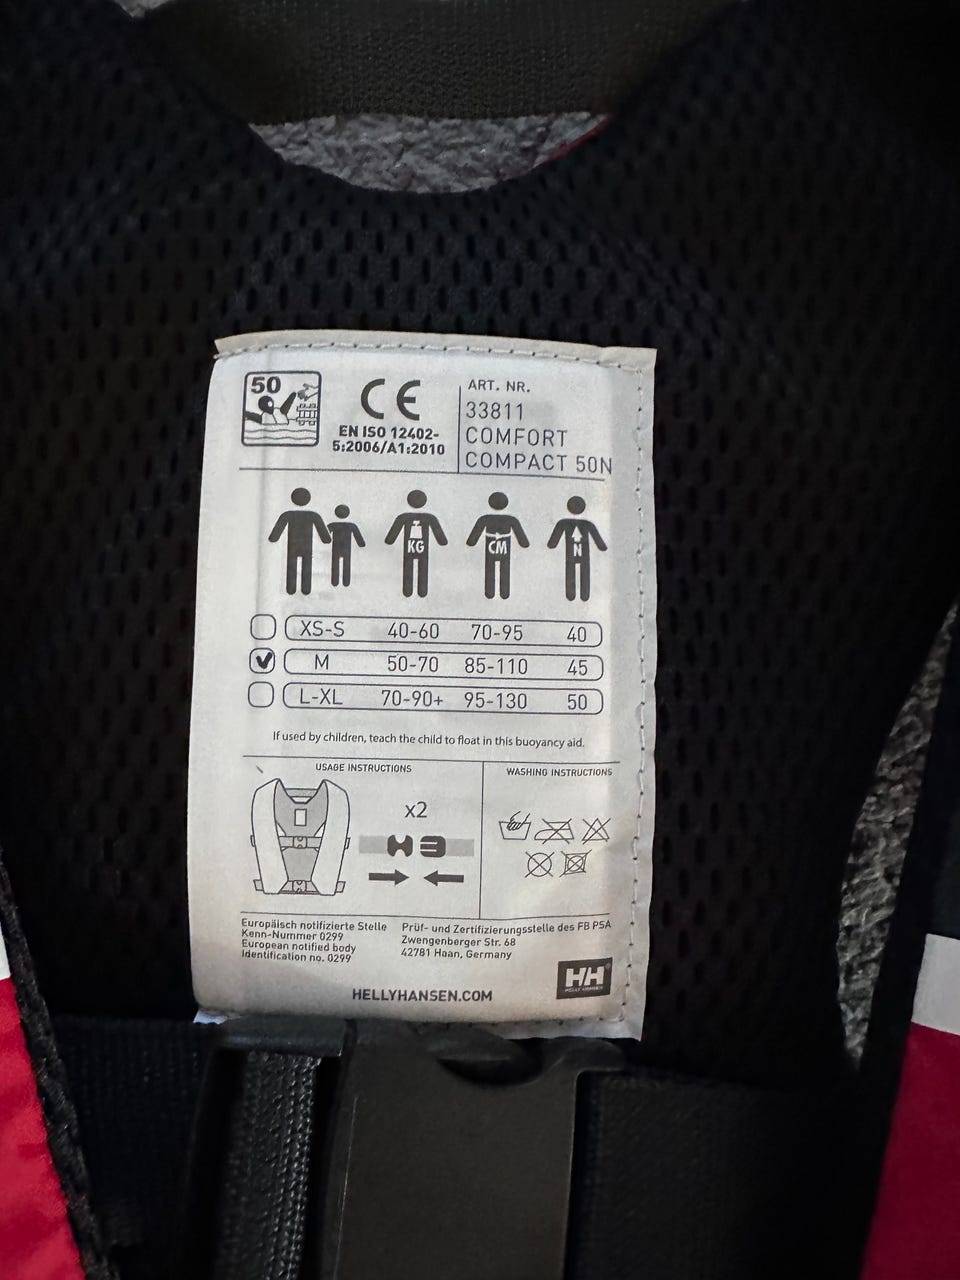 50
CE
EN ISO 12402-
5:2006/A1:2010
ART. NR.
33811
COMFORT
COMPACT 50N
KG CM N
XS-S 40-60 70-95 40
M 50-70 85-110 45
L-XL 70-90+ 95-130 50
If used by children, teach the child to float in this buoyancy aid.
USAGE INSTRUCTIONS
x2
WASHING INSTRUCTIONS
Europäisch notifizierte Stelle
Kenn-Nummer 0299
European notified body
Identification no. 0299
Prüf- und Zertifizierungsstelle des FB PSA
Zwengenberger Str. 68
42781 Haan, Germany
HELLYHANSEN.COM
HH
HELLY HANSEN